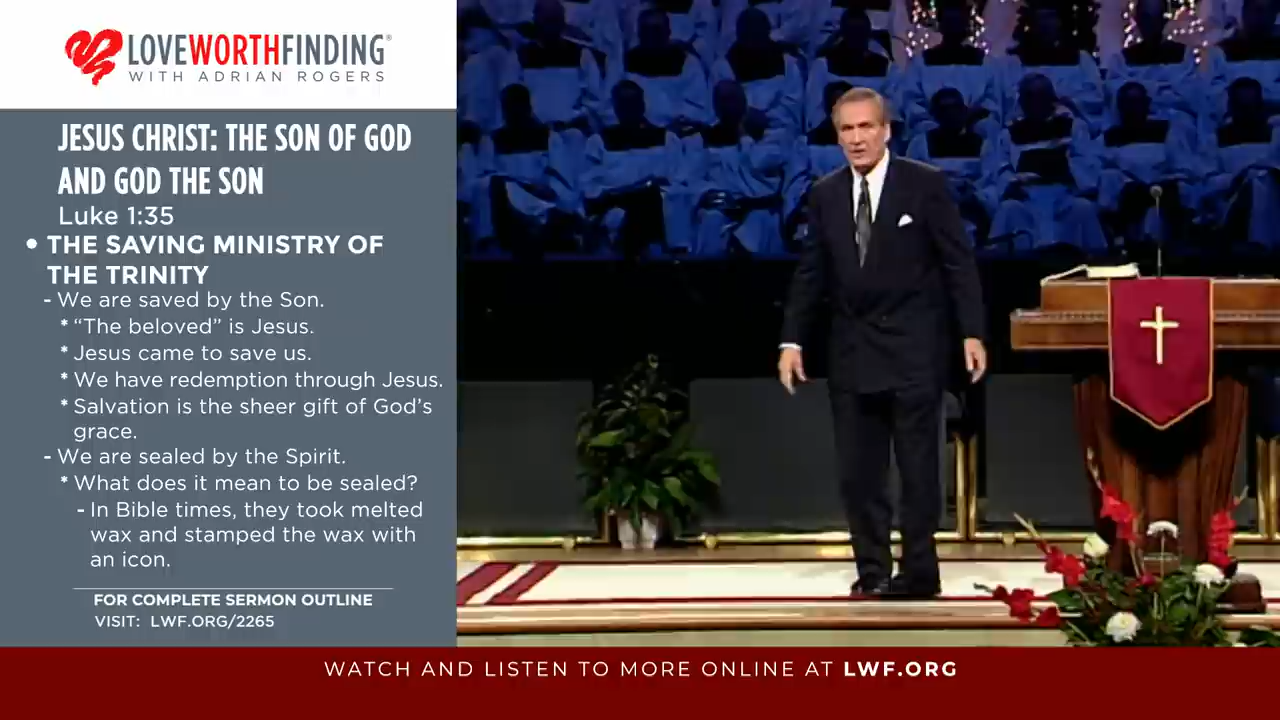 LOVEWORTHFINDING®
WITH ADRIAN ROGERS
JESUS CHRIST: THE SON OF GOD
AND GOD THE SON
Luke 1:35
• THE SAVING MINISTRY OF
THE TRINITY
- We are saved by the Son.
* “The beloved” is Jesus.
* Jesus came to save us.
* We have redemption through Jesus.
* Salvation is the sheer gift of God’s
grace.
- We are sealed by the Spirit.
* What does it mean to be sealed?
- In Bible times, they took melted
wax and stamped the wax with
an icon.
FOR COMPLETE SERMON OUTLINE
VISIT: LWF.ORG/2265
WATCH AND LISTEN TO MORE ONLINE AT LWF.ORG